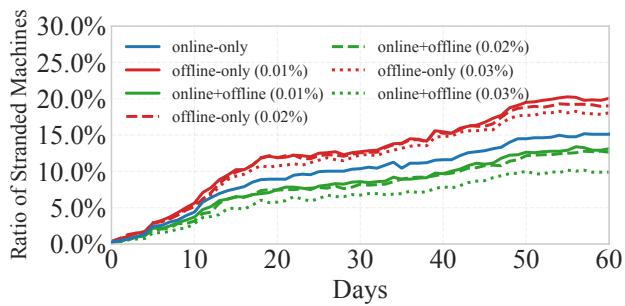 Ratio of Stranded Machines
30.0%
25.0%
20.0%
15.0%
10.0%
5.0%
0.0%
online-only
offline-only (0.01%)
online+offline (0.01%)
offline-only (0.02%)
online+offline (0.02%)
offline-only (0.03%)
online+offline (0.03%)
0 10 20 30 40 50 60
Days